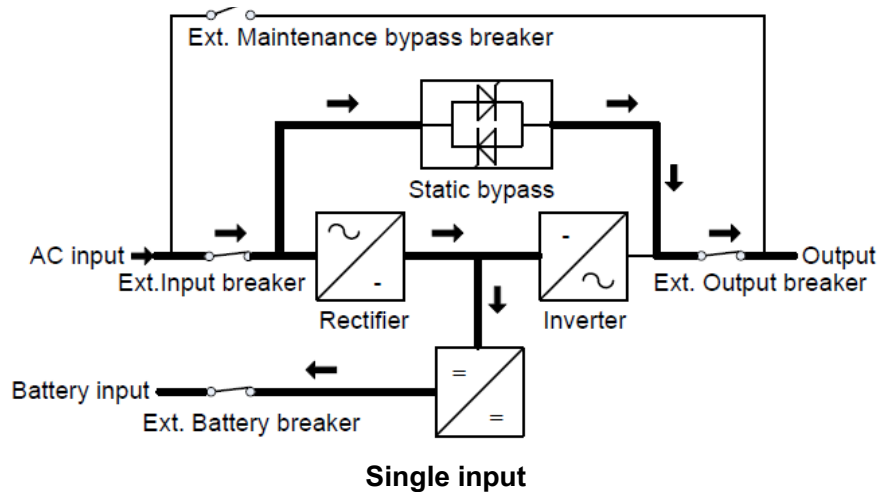 Ext. Maintenance bypass breaker
Static bypass
AC input
Output
Ext.Input breaker
Ext. Output breaker
-
-
Rectifier
Inverter
Battery input
=
=
Ext. Battery breaker
Single input